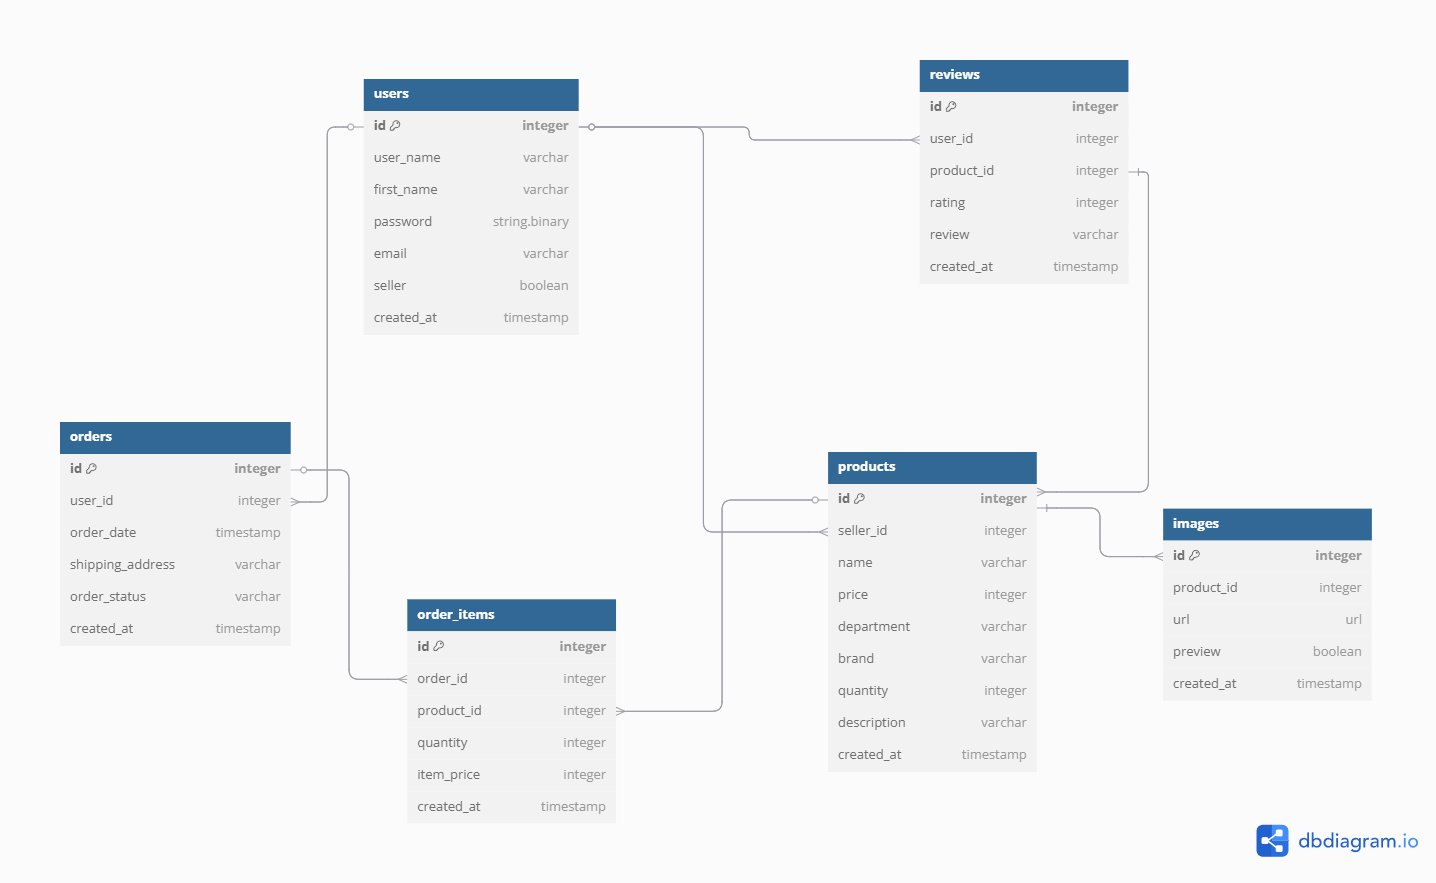 users
id integer
user_name varchar
first_name varchar
password string.binary
email varchar
seller boolean
created_at timestamp
reviews
id integer
user_id integer
product_id integer
rating integer
review varchar
created_at timestamp
orders
id integer
user_id integer
order_date timestamp
shipping_address varchar
order_status varchar
created_at timestamp
order_items
id integer
order_id integer
product_id integer
quantity integer
item_price integer
created_at timestamp
products
id integer
seller_id integer
name varchar
price integer
department varchar
brand varchar
quantity integer
description varchar
created_at timestamp
images
id integer
product_id integer
url url
preview boolean
created_at timestamp
dbdiagram.io